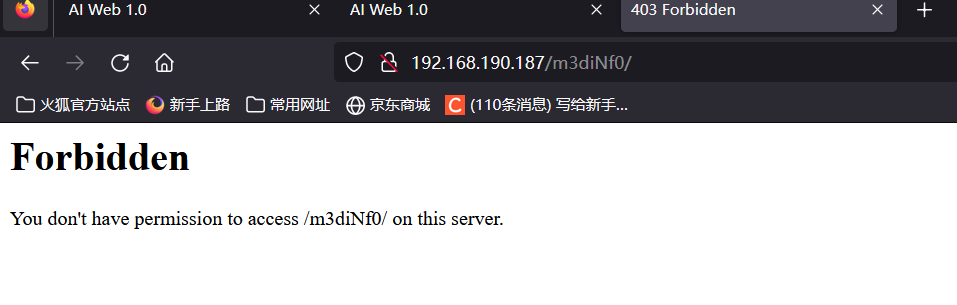 AI Web 1.0
AI Web 1.0
403 Forbidden
192.168.190.187/m3diNf0/
火狐官方站点
新手上路
常用网址
京东商城
(110条消息) 写给新手...
Forbidden
You don't have permission to access /m3diNf0/ on this server.